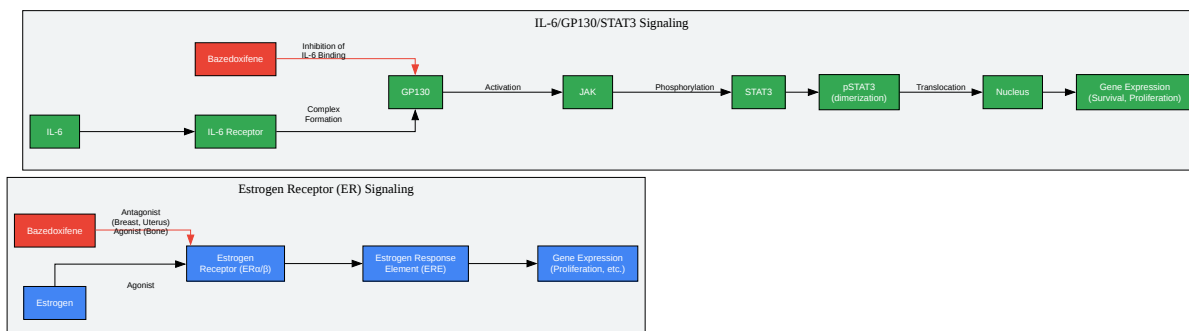 IL-6/GP130/STAT3 Signaling
Bazedoxifene
Inhibition of
IL-6 Binding
GP130
Activation
JAK
Phosphorylation
STAT3
pSTAT3
(dimerization)
Translocation
Nucleus
Gene Expression
(Survival, Proliferation)
IL-6
IL-6 Receptor
Complex
Formation
Estrogen Receptor (ER) Signaling
Bazedoxifene
Antagonist
(Breast, Uterus)
Agonist (Bone)
Estrogen
Receptor (ERα/β)
Estrogen Response
Element (ERE)
Gene Expression
(Proliferation, etc.)
Estrogen
Agonist